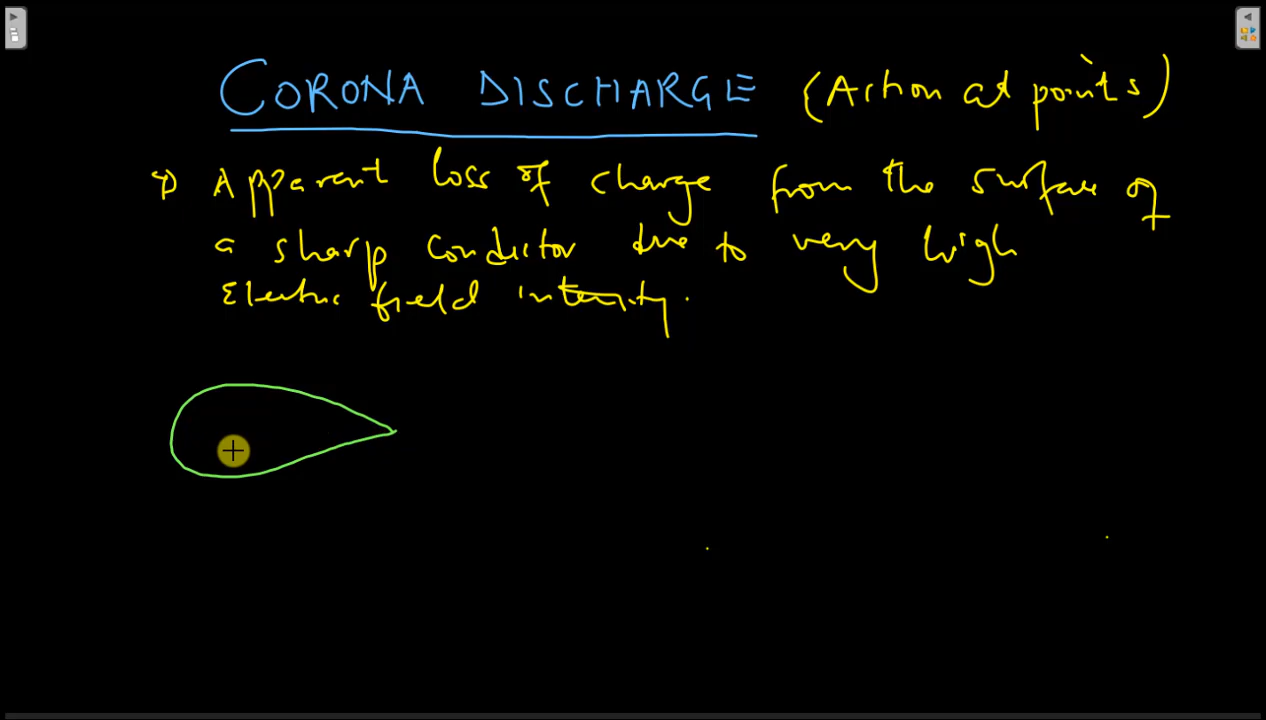 CORONA DISCHARGE (Action at points)
→ Apparent loss of charge from the surface of
a sharp conductor due to very high
Electric field intensity.